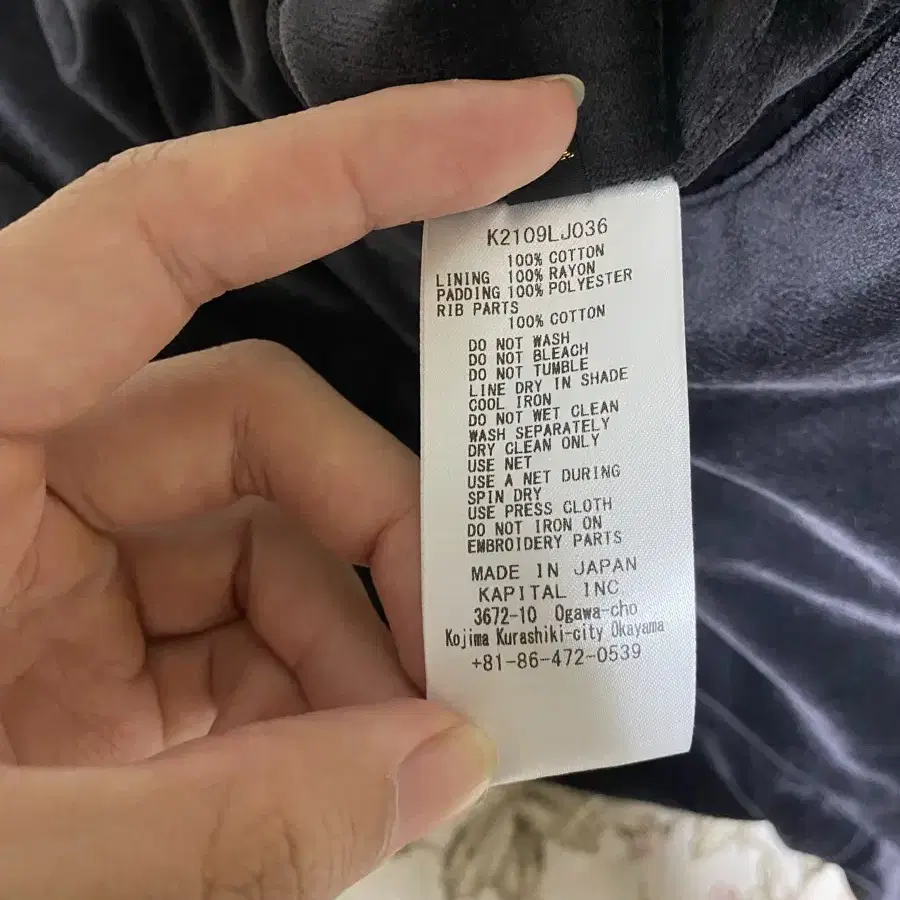 K2109LJ036
100% COTTON
LINING 100% RAYON
PADDING 100% POLYESTER
RIB PARTS
100% COTTON
DO NOT WASH
DO NOT BLEACH
DO NOT TUMBLE
LINE DRY IN SHADE
COOL IRON
DO NOT WET CLEAN
WASH SEPARATELY
DRY CLEAN ONLY
USE NET
USE A NET DURING
SPIN DRY
USE PRESS CLOTH
DO NOT IRON ON
EMBROIDERY PARTS
MADE IN JAPAN
KAPITAL INC
3672-10 Ogawa-cho
Kojima Kurashiki-city Okayama
+81-86-472-0539